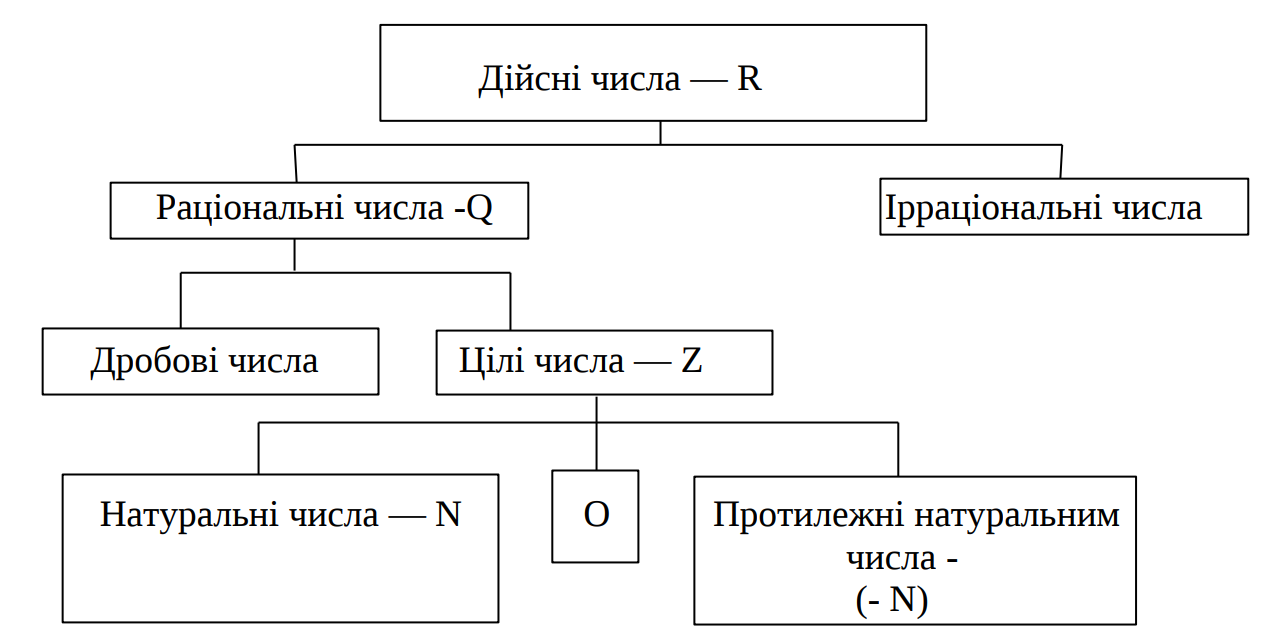 Дійсні числа — R
Раціональні числа -Q
Ірраціональні числа
Дробові числа
Цілі числа — Z
Натуральні числа — N
О
Протилежні натуральним
числа -
(- N)